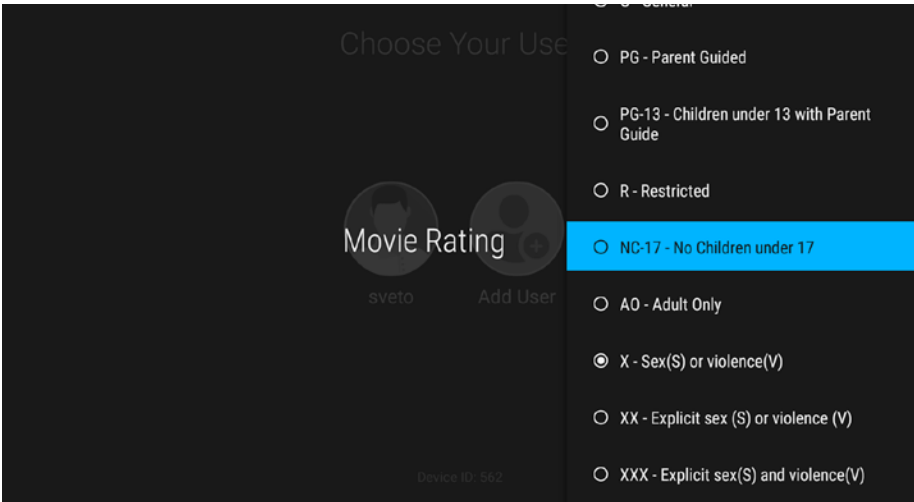 Choose Your Use
Movie Rating
sveto
Add User
Device ID: 562
G - General
PG - Parent Guided
PG-13 - Children under 13 with Parent
Guide
R - Restricted
NC-17 - No Children under 17
AO - Adult Only
X - Sex(S) or violence(V)
XX - Explicit sex (S) or violence (V)
XXX - Explicit sex(S) and violence(V)